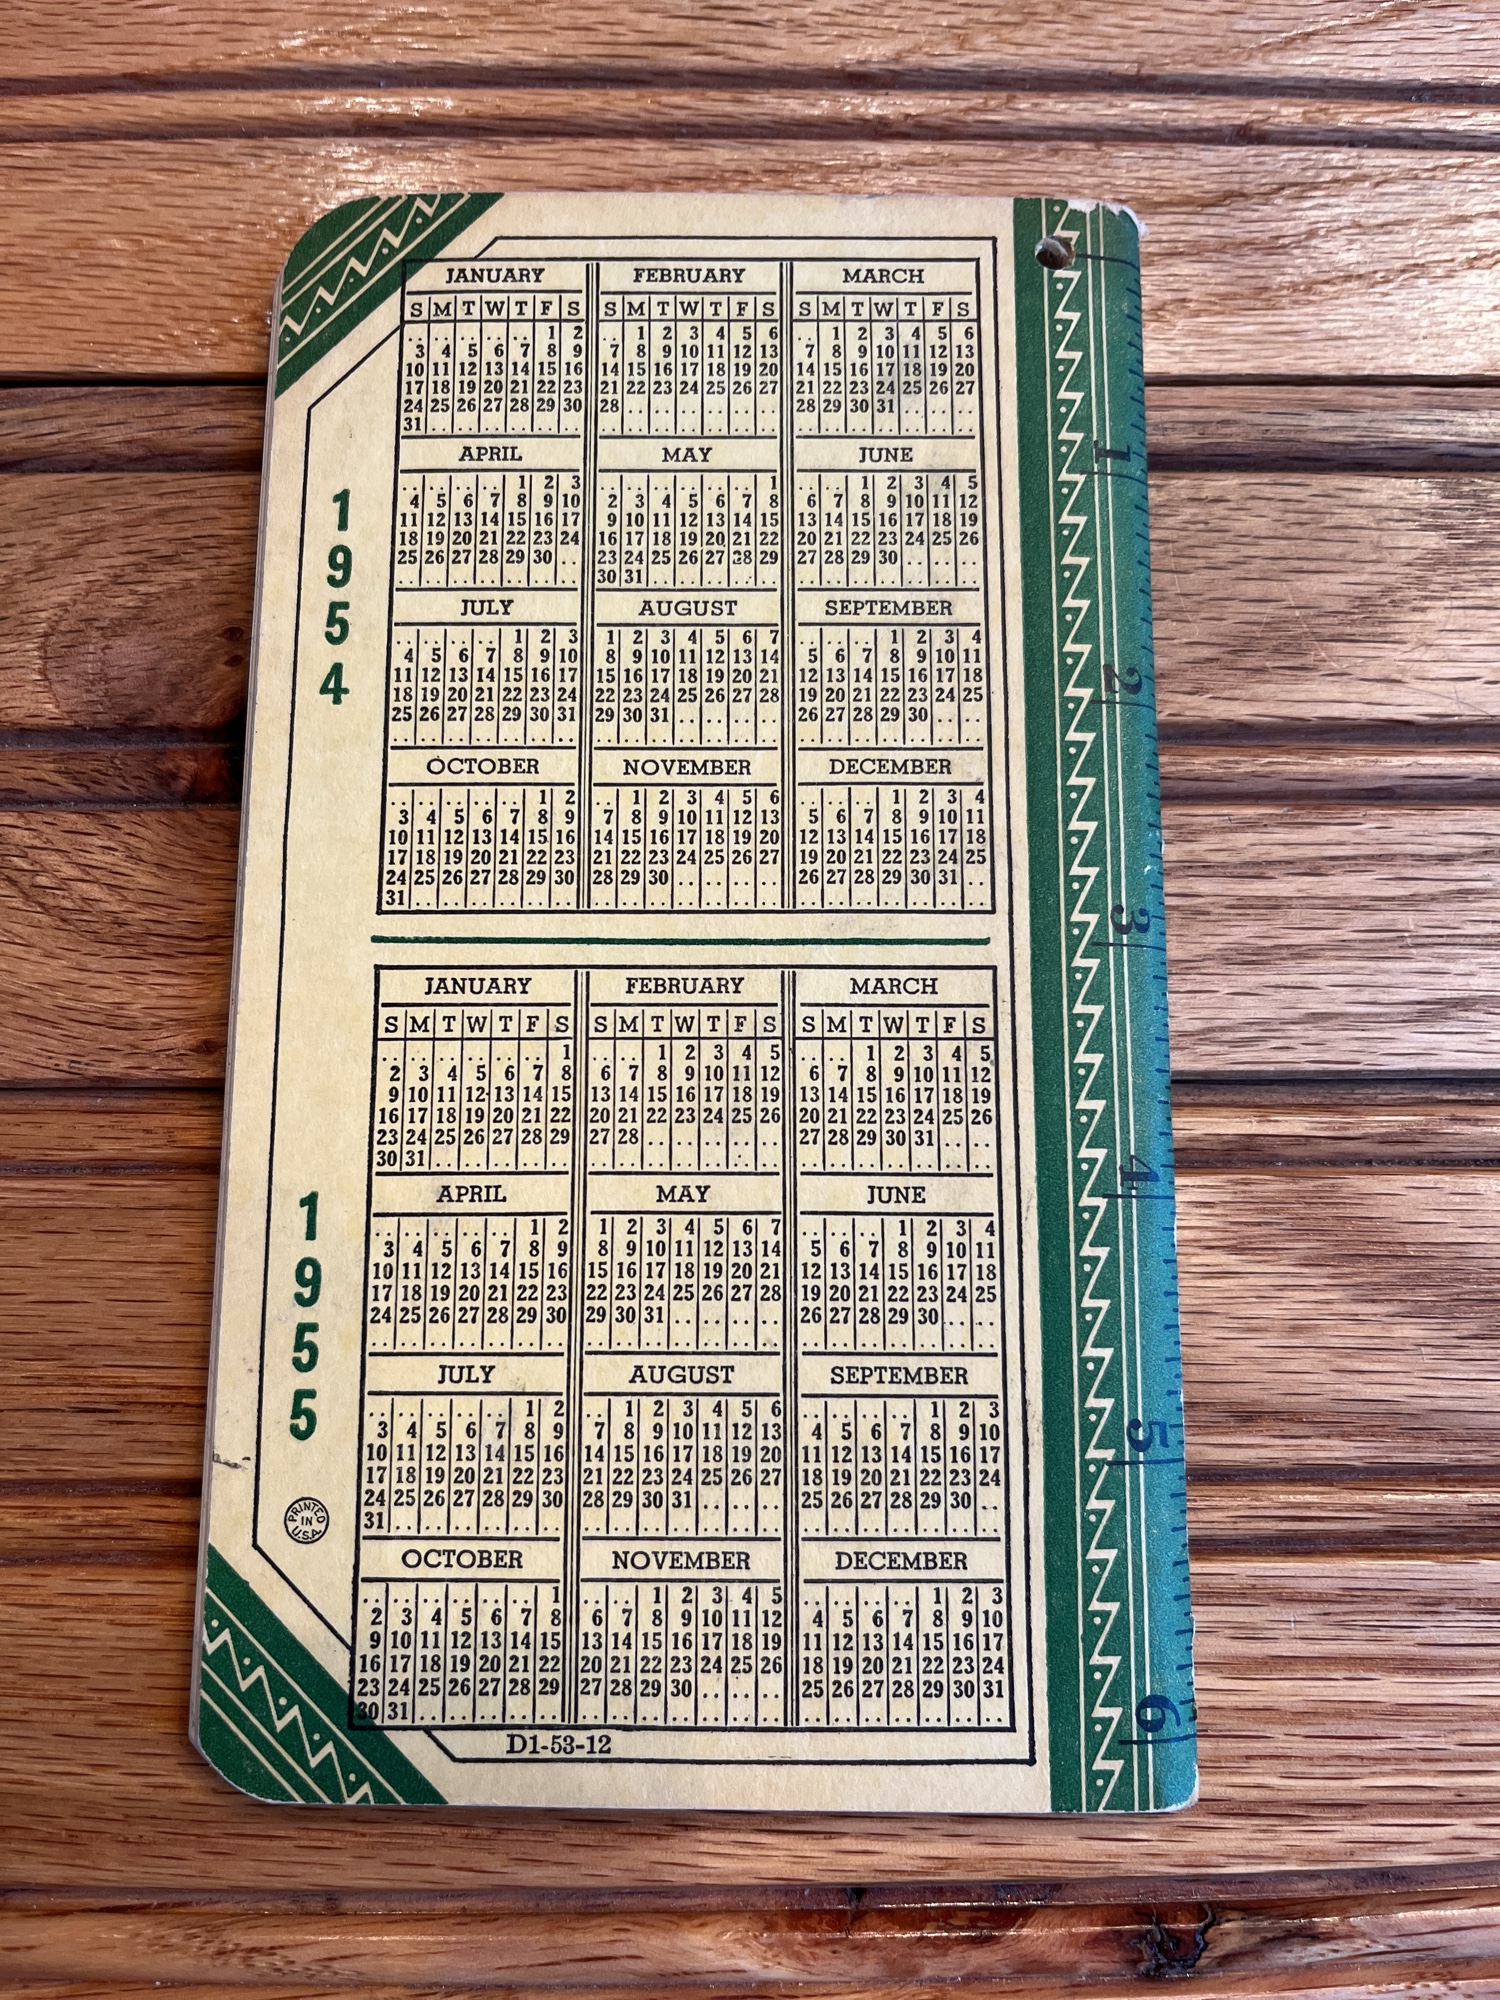 1
9
5
4
JANUARY FEBRUARY MARCH
S M T W T F S S M T W T F S S M T W T F S
.. .. .. .. .. 1 2 .. 1 2 3 4 5 6 .. 1 2 3 4 5 6
3 4 5 6 7 8 9 7 8 9 10 11 12 13 7 8 9 10 11 12 13
10 11 12 13 14 15 16 14 15 16 17 18 19 20 14 15 16 17 18 19 20
17 18 19 20 21 22 23 21 22 23 24 25 26 27 21 22 23 24 25 26 27
24 25 26 27 28 29 30 28 .. .. .. .. .. .. 28 29 30 31 .. .. ..
31 .. .. .. .. .. ..
APRIL MAY JUNE
.. .. .. .. 1 2 3 .. .. .. .. .. .. 1 .. .. 1 2 3 4 5
4 5 6 7 8 9 10 2 3 4 5 6 7 8 6 7 8 9 10 11 12
11 12 13 14 15 16 17 9 10 11 12 13 14 15 13 14 15 16 17 18 19
18 19 20 21 22 23 24 16 17 18 19 20 21 22 20 21 22 23 24 25 26
25 26 27 28 29 30 .. 23 24 25 26 27 28 29 27 28 29 30 .. .. ..
.. .. .. .. .. .. .. 30 31 .. .. .. .. .. .. .. .. .. .. .. ..
JULY AUGUST SEPTEMBER
.. .. .. .. 1 2 3 1 2 3 4 5 6 7 .. .. .. 1 2 3 4
4 5 6 7 8 9 10 8 9 10 11 12 13 14 5 6 7 8 9 10 11
11 12 13 14 15 16 17 15 16 17 18 19 20 21 12 13 14 15 16 17 18
18 19 20 21 22 23 24 22 23 24 25 26 27 28 19 20 21 22 23 24 25
25 26 27 28 29 30 31 29 30 31 .. .. .. .. 26 27 28 29 30 .. ..
.. .. .. .. .. .. .. .. .. .. .. .. .. .. .. .. .. .. .. .. ..
OCTOBER NOVEMBER DECEMBER
.. .. .. .. .. 1 2 .. 1 2 3 4 5 6 .. .. .. 1 2 3 4
3 4 5 6 7 8 9 7 8 9 10 11 12 13 5 6 7 8 9 10 11
10 11 12 13 14 15 16 14 15 16 17 18 19 20 12 13 14 15 16 17 18
17 18 19 20 21 22 23 21 22 23 24 25 26 27 19 20 21 22 23 24 25
24 25 26 27 28 29 30 28 29 30 .. .. .. .. 26 27 28 29 30 31 ..
31 .. .. .. .. .. .. .. .. .. .. .. .. .. .. .. .. .. .. .. ..
1
9
5
5
JANUARY FEBRUARY MARCH
S M T W T F S S M T W T F S S M T W T F S
.. .. .. .. .. .. 1 .. .. 1 2 3 4 5 .. .. 1 2 3 4 5
2 3 4 5 6 7 8 6 7 8 9 10 11 12 6 7 8 9 10 11 12
9 10 11 12 13 14 15 13 14 15 16 17 18 19 13 14 15 16 17 18 19
16 17 18 19 20 21 22 20 21 22 23 24 25 26 20 21 22 23 24 25 26
23 24 25 26 27 28 29 27 28 .. .. .. .. .. 27 28 29 30 31 .. ..
30 31 .. .. .. .. .. .. .. .. .. .. .. .. .. .. .. .. .. .. ..
APRIL MAY JUNE
.. .. .. .. .. 1 2 1 2 3 4 5 6 7 .. .. .. 1 2 3 4
3 4 5 6 7 8 9 8 9 10 11 12 13 14 5 6 7 8 9 10 11
10 11 12 13 14 15 16 15 16 17 18 19 20 21 12 13 14 15 16 17 18
17 18 19 20 21 22 23 22 23 24 25 26 27 28 19 20 21 22 23 24 25
24 25 26 27 28 29 30 29 30 31 .. .. .. .. 26 27 28 29 30 .. ..
.. .. .. .. .. .. .. .. .. .. .. .. .. .. .. .. .. .. .. .. ..
JULY AUGUST SEPTEMBER
.. .. .. .. .. 1 2 .. 1 2 3 4 5 6 .. .. .. .. 1 2 3
3 4 5 6 7 8 9 7 8 9 10 11 12 13 4 5 6 7 8 9 10
10 11 12 13 14 15 16 14 15 16 17 18 19 20 11 12 13 14 15 16 17
17 18 19 20 21 22 23 21 22 23 24 25 26 27 18 19 20 21 22 23 24
24 25 26 27 28 29 30 28 29 30 31 .. .. .. 25 26 27 28 29 30 ..
31 .. .. .. .. .. .. .. .. .. .. .. .. .. .. .. .. .. .. .. ..
OCTOBER NOVEMBER DECEMBER
.. .. .. .. .. .. 1 .. .. 1 2 3 4 5 .. .. .. .. 1 2 3
2 3 4 5 6 7 8 6 7 8 9 10 11 12 4 5 6 7 8 9 10
9 10 11 12 13 14 15 13 14 15 16 17 18 19 11 12 13 14 15 16 17
16 17 18 19 20 21 22 20 21 22 23 24 25 26 18 19 20 21 22 23 24
23 24 25 26 27 28 29 27 28 29 30 .. .. .. 25 26 27 28 29 30 31
30 31 .. .. .. .. .. .. .. .. .. .. .. .. .. .. .. .. .. .. ..
PRINTED
IN
U.S.A.
D1-53-12
1
2
3
4
5
6